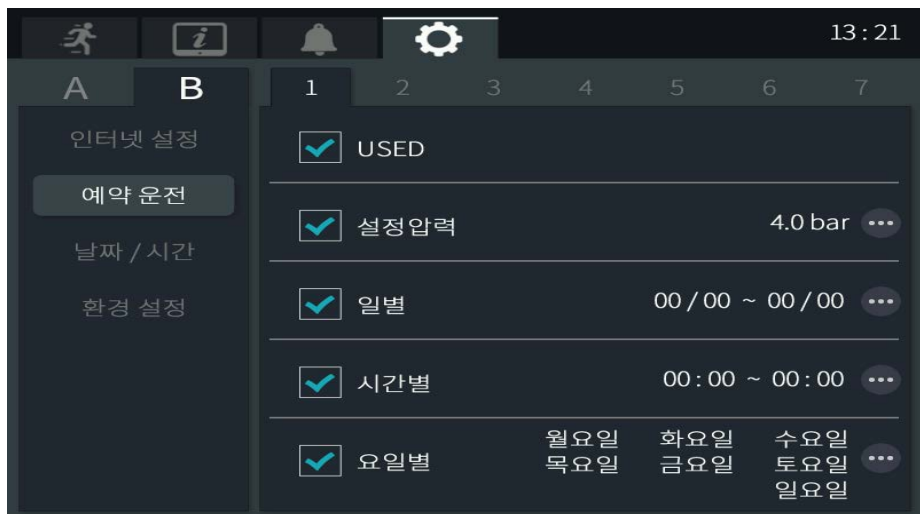 13:21
A B 1 2 3 4 5 6 7
인터넷 설정
예약 운전
날짜 / 시간
환경 설정
USED
설정압력 4.0 bar
일별 00/00 ~ 00/00
시간별 00:00 ~ 00:00
요일별
월요일 화요일 수요일
목요일 금요일 토요일
일요일